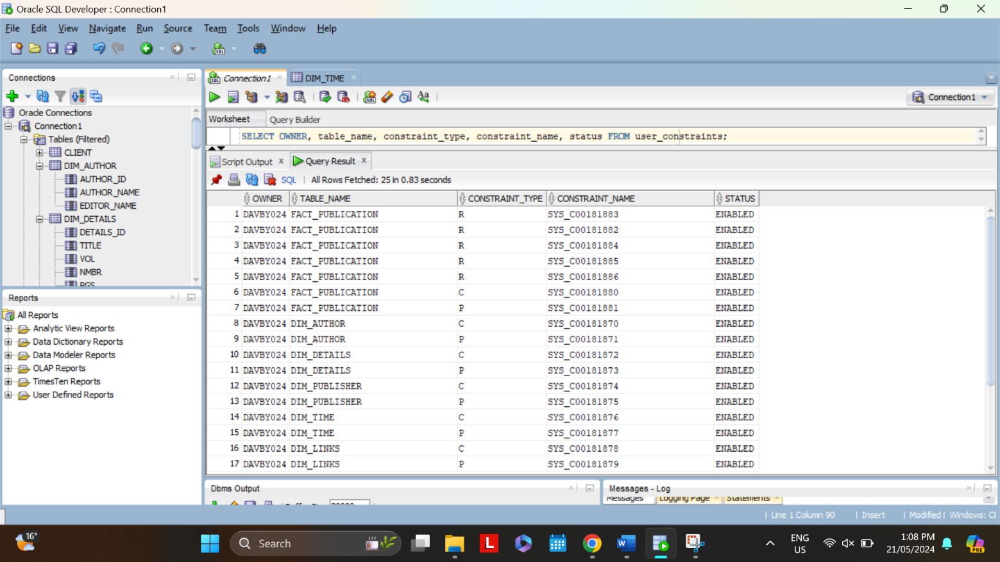 Oracle SQL Developer : Connection1
File Edit View Navigate Run Source Team Tools Window Help
Connections
Oracle Connections
Connection1
Tables (Filtered)
CLIENT
DIM_AUTHOR
AUTHOR_ID
AUTHOR_NAME
EDITOR_NAME
DIM_DETAILS
DETAILS_ID
TITLE
VOL
NMBR
PGS
Reports
All Reports
Analytic View Reports
Data Dictionary Reports
Data Modeler Reports
OLAP Reports
TimesTen Reports
User Defined Reports
Connection1 DIM_TIME
Connection1
Worksheet Query Builder
SELECT OWNER, table_name, constraint_type, constraint_name, status FROM user_constraints;
Script Output Query Result
SQL All Rows Fetched: 25 in 0.83 seconds
OWNER TABLE_NAME CONSTRAINT_TYPE CONSTRAINT_NAME STATUS
1 DAVBY024 FACT_PUBLICATION R SYS_C00181883 ENABLED
2 DAVBY024 FACT_PUBLICATION R SYS_C00181882 ENABLED
3 DAVBY024 FACT_PUBLICATION R SYS_C00181884 ENABLED
4 DAVBY024 FACT_PUBLICATION R SYS_C00181885 ENABLED
5 DAVBY024 FACT_PUBLICATION R SYS_C00181886 ENABLED
6 DAVBY024 FACT_PUBLICATION C SYS_C00181880 ENABLED
7 DAVBY024 FACT_PUBLICATION P SYS_C00181881 ENABLED
8 DAVBY024 DIM_AUTHOR C SYS_C00181870 ENABLED
9 DAVBY024 DIM_AUTHOR P SYS_C00181871 ENABLED
10 DAVBY024 DIM_DETAILS C SYS_C00181872 ENABLED
11 DAVBY024 DIM_DETAILS P SYS_C00181873 ENABLED
12 DAVBY024 DIM_PUBLISHER C SYS_C00181874 ENABLED
13 DAVBY024 DIM_PUBLISHER P SYS_C00181875 ENABLED
14 DAVBY024 DIM_TIME C SYS_C00181876 ENABLED
15 DAVBY024 DIM_TIME P SYS_C00181877 ENABLED
16 DAVBY024 DIM_LINKS C SYS_C00181878 ENABLED
17 DAVBY024 DIM_LINKS P SYS_C00181879 ENABLED
Dbms Output
Messages - Log
Messages Logging Page Statements
Line 1 Column 90 Insert Modified Windows: CF
16°
Search
L
W
ENG
US
1:08 PM
21/05/2024
PRE